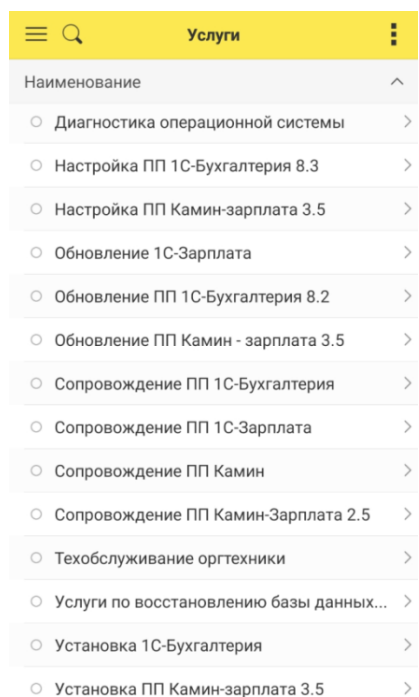 Услуги
Наименование
Диагностика операционной системы
Настройка ПП 1С-Бухгалтерия 8.3
Настройка ПП Камин-зарплата 3.5
Обновление 1С-Зарплата
Обновление ПП 1С-Бухгалтерия 8.2
Обновление ПП Камин - зарплата 3.5
Сопровождение ПП 1С-Бухгалтерия
Сопровождение ПП 1С-Зарплата
Сопровождение ПП Камин
Сопровождение ПП Камин-Зарплата 2.5
Техобслуживание оргтехники
Услуги по восстановлению базы данных...
Установка 1С-Бухгалтерия
Установка ПП Камин-зарплата 3.5